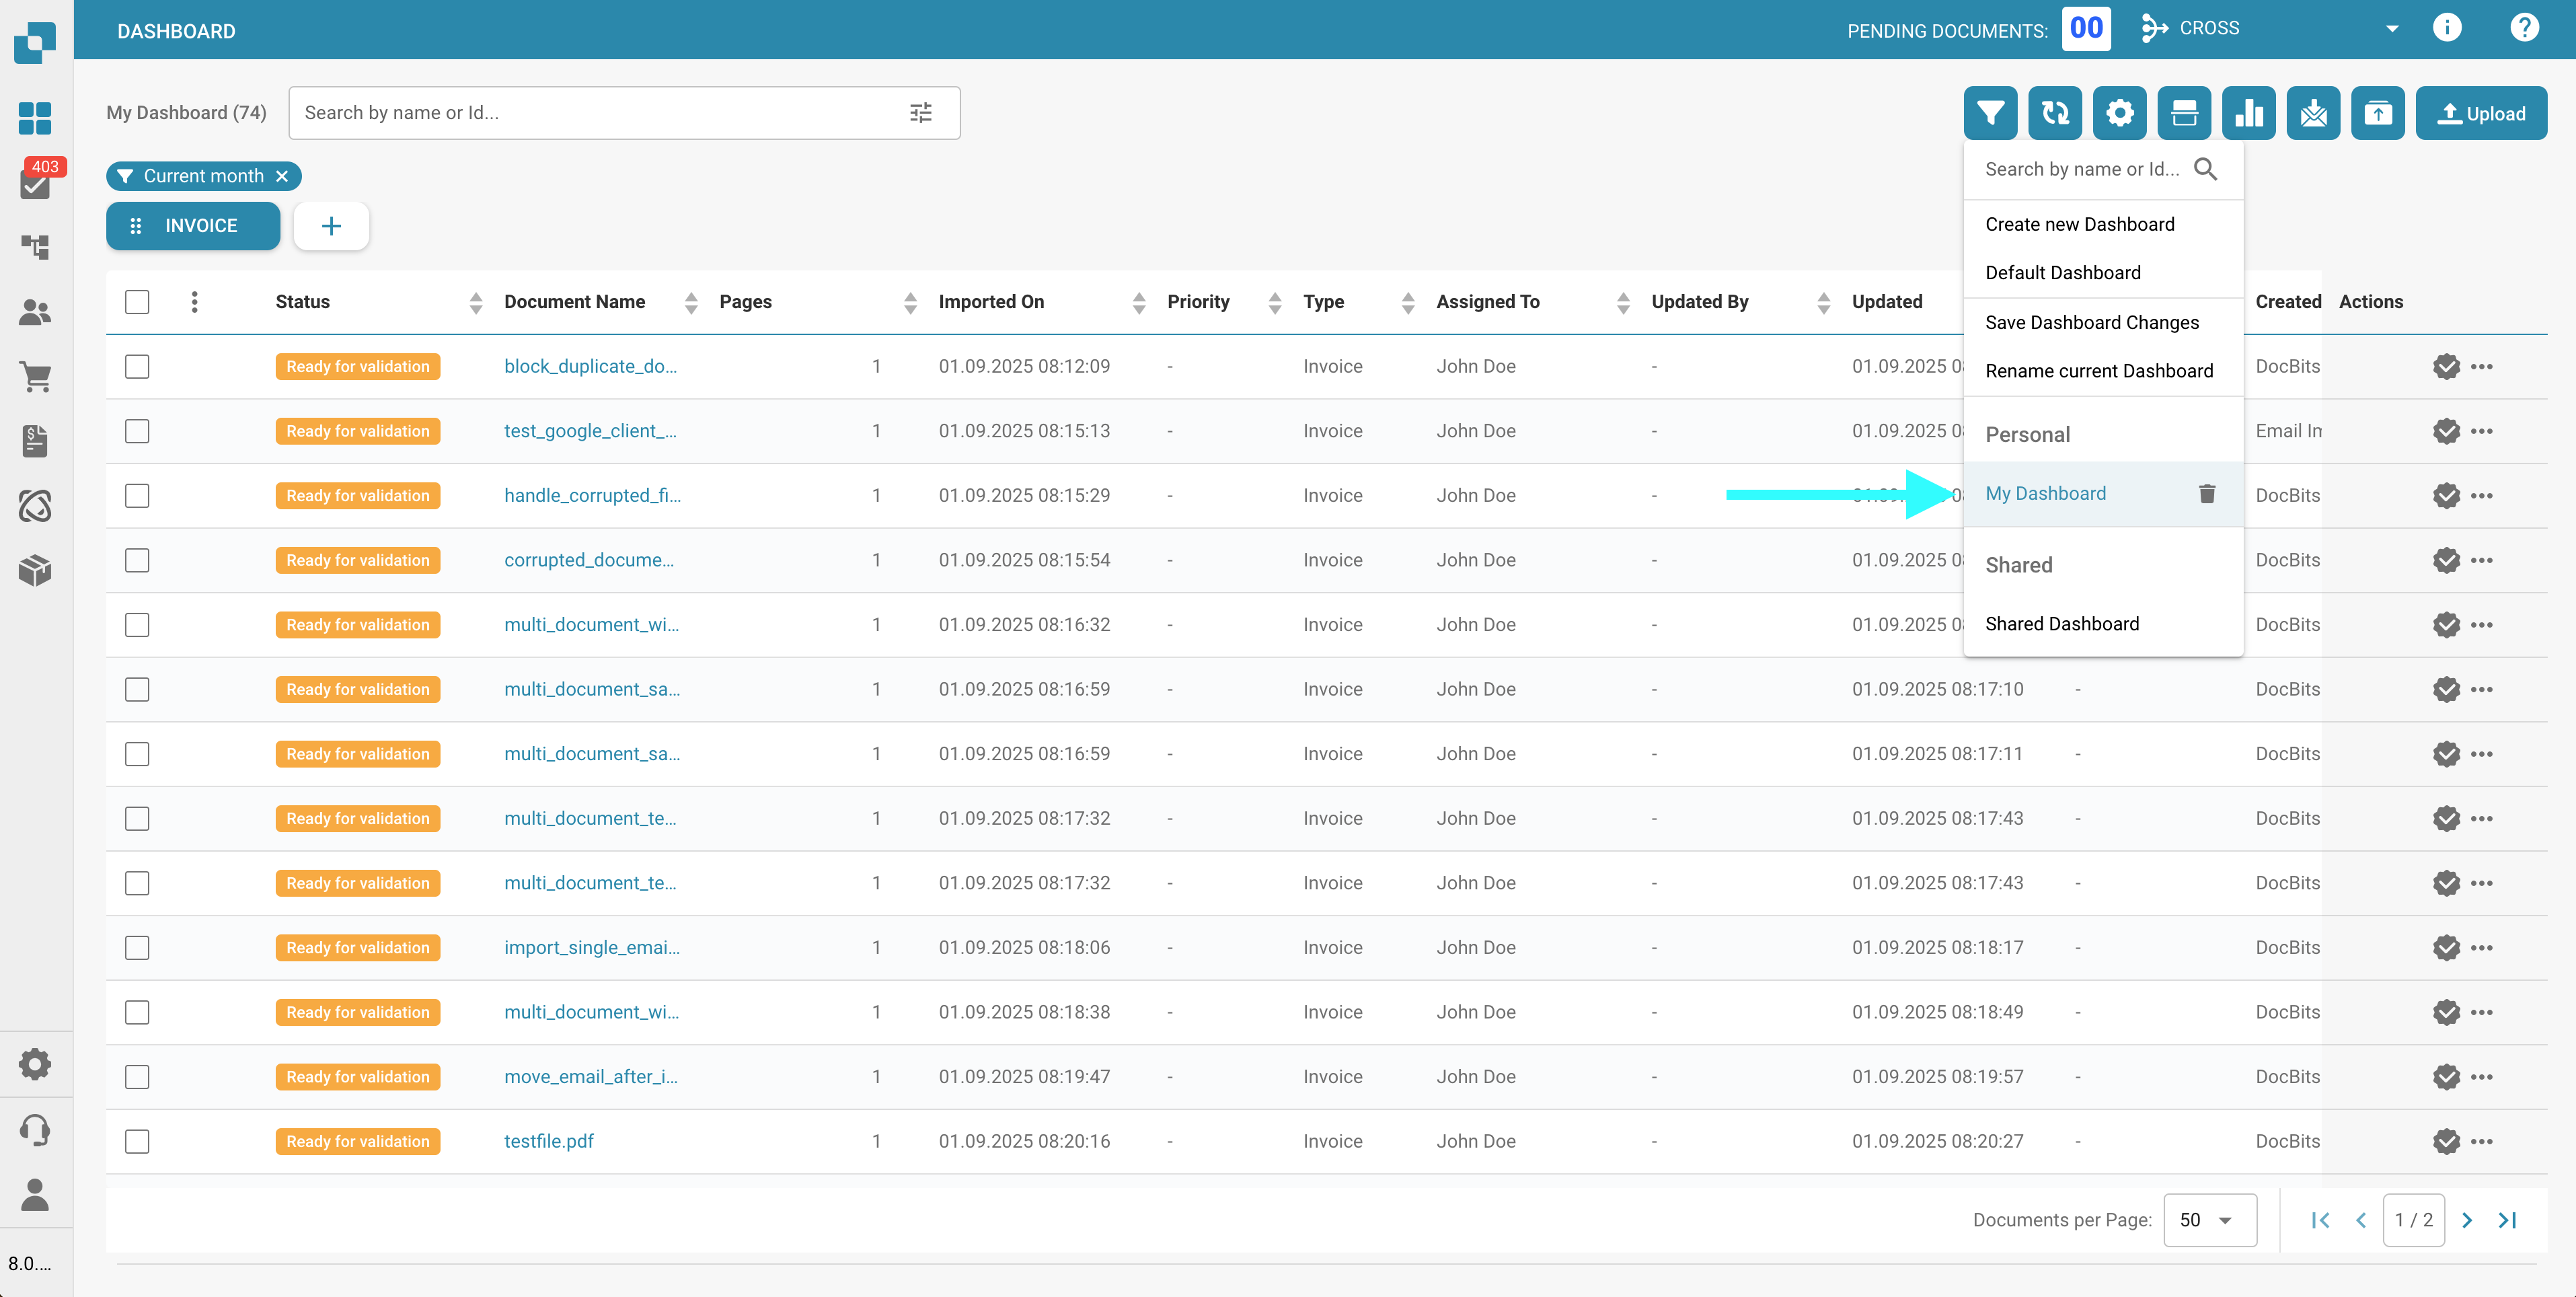 DASHBOARD
PENDING DOCUMENTS: 00 CROSS
My Dashboard (74) Search by name or Id... Upload
403
Current month
INVOICE
Search by name or Id...
Create new Dashboard
Default Dashboard
Save Dashboard Changes
Rename current Dashboard
Personal
My Dashboard
Shared
Shared Dashboard
Status Document Name Pages Imported On Priority Type Assigned To Updated By Updated Created Actions
Ready for validation block_duplicate_do... 1 01.09.2025 08:12:09 - Invoice John Doe - 01.09.2025 DocBits
Ready for validation test_google_client_... 1 01.09.2025 08:15:13 - Invoice John Doe - 01.09.2025 Email
Ready for validation handle_corrupted_fi... 1 01.09.2025 08:15:29 - Invoice John Doe - DocBits
Ready for validation corrupted_docume... 1 01.09.2025 08:15:54 - Invoice John Doe - 01.09.2025 DocBits
Ready for validation multi_document_wi... 1 01.09.2025 08:16:32 - Invoice John Doe - 01.09.2025 DocBits
Ready for validation multi_document_sa... 1 01.09.2025 08:16:59 - Invoice John Doe - 01.09.2025 08:17:10 - DocBits
Ready for validation multi_document_sa... 1 01.09.2025 08:16:59 - Invoice John Doe - 01.09.2025 08:17:11 - DocBits
Ready for validation multi_document_te... 1 01.09.2025 08:17:32 - Invoice John Doe - 01.09.2025 08:17:43 - DocBits
Ready for validation multi_document_te... 1 01.09.2025 08:17:32 - Invoice John Doe - 01.09.2025 08:17:43 - DocBits
Ready for validation import_single_emai... 1 01.09.2025 08:18:06 - Invoice John Doe - 01.09.2025 08:18:17 - DocBits
Ready for validation multi_document_wi... 1 01.09.2025 08:18:38 - Invoice John Doe - 01.09.2025 08:18:49 - DocBits
Ready for validation move_email_after_i... 1 01.09.2025 08:19:47 - Invoice John Doe - 01.09.2025 08:19:57 - DocBits
Ready for validation testfile.pdf 1 01.09.2025 08:20:16 - Invoice John Doe - 01.09.2025 08:20:27 - DocBits
Documents per Page: 50 1 / 2
8.0....